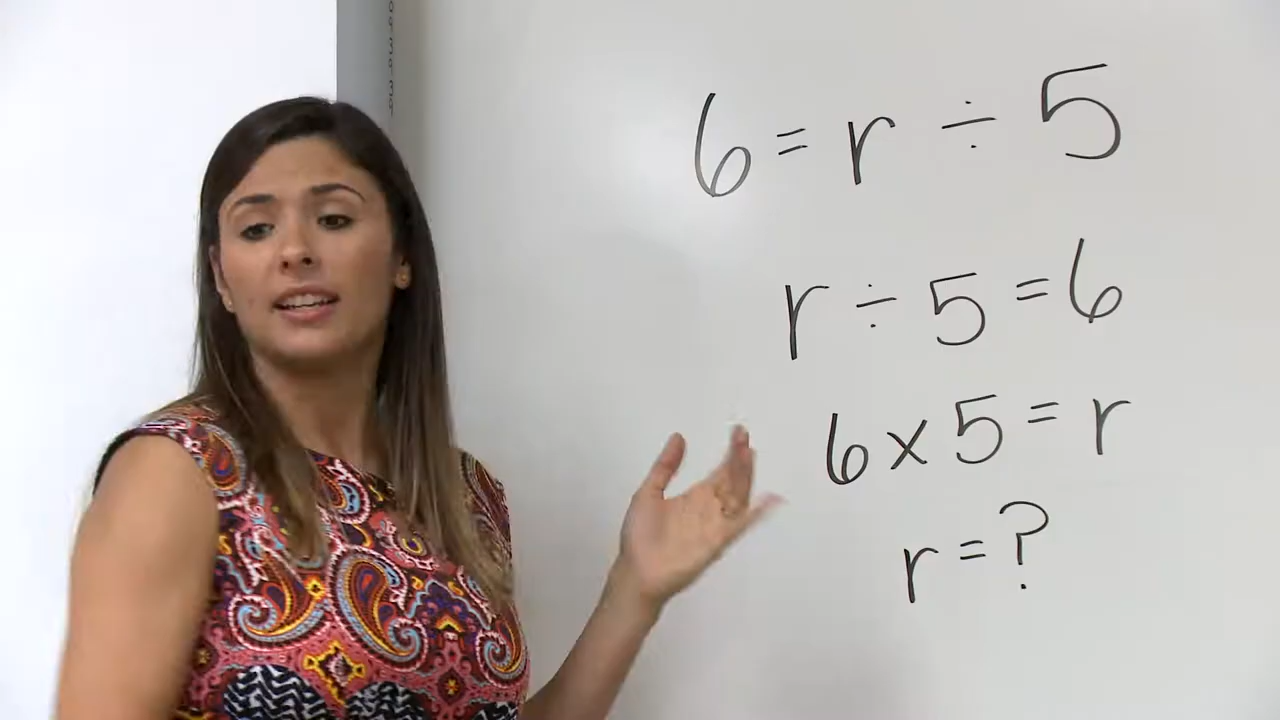 6 = r ÷ 5
r ÷ 5 = 6
6 x 5 = r
r = ?